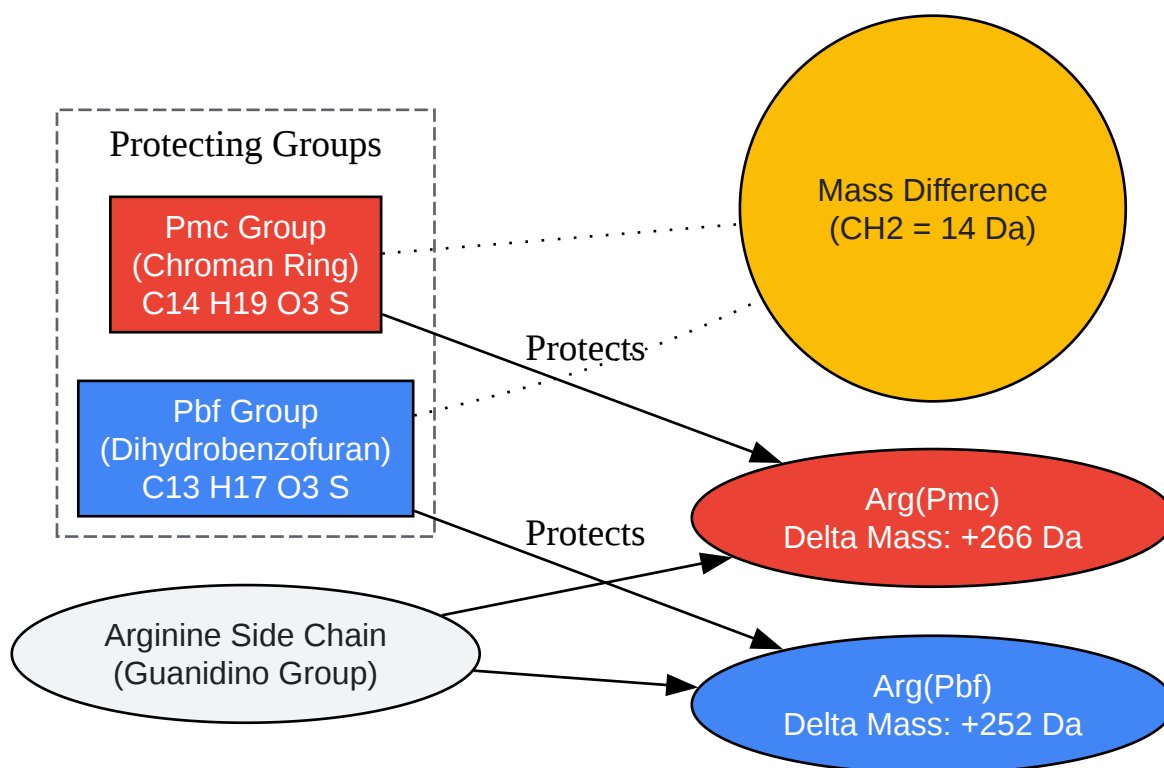 Protecting Groups
Pmc Group
(Chroman Ring)
C14 H19 O3 S
Pbf Group
(Dihydrobenzofuran)
C13 H17 O3 S
Arginine Side Chain
(Guanidino Group)
Mass Difference
(CH2 = 14 Da)
Protects
Arg(Pmc)
Delta Mass: +266 Da
Protects
Arg(Pbf)
Delta Mass: +252 Da